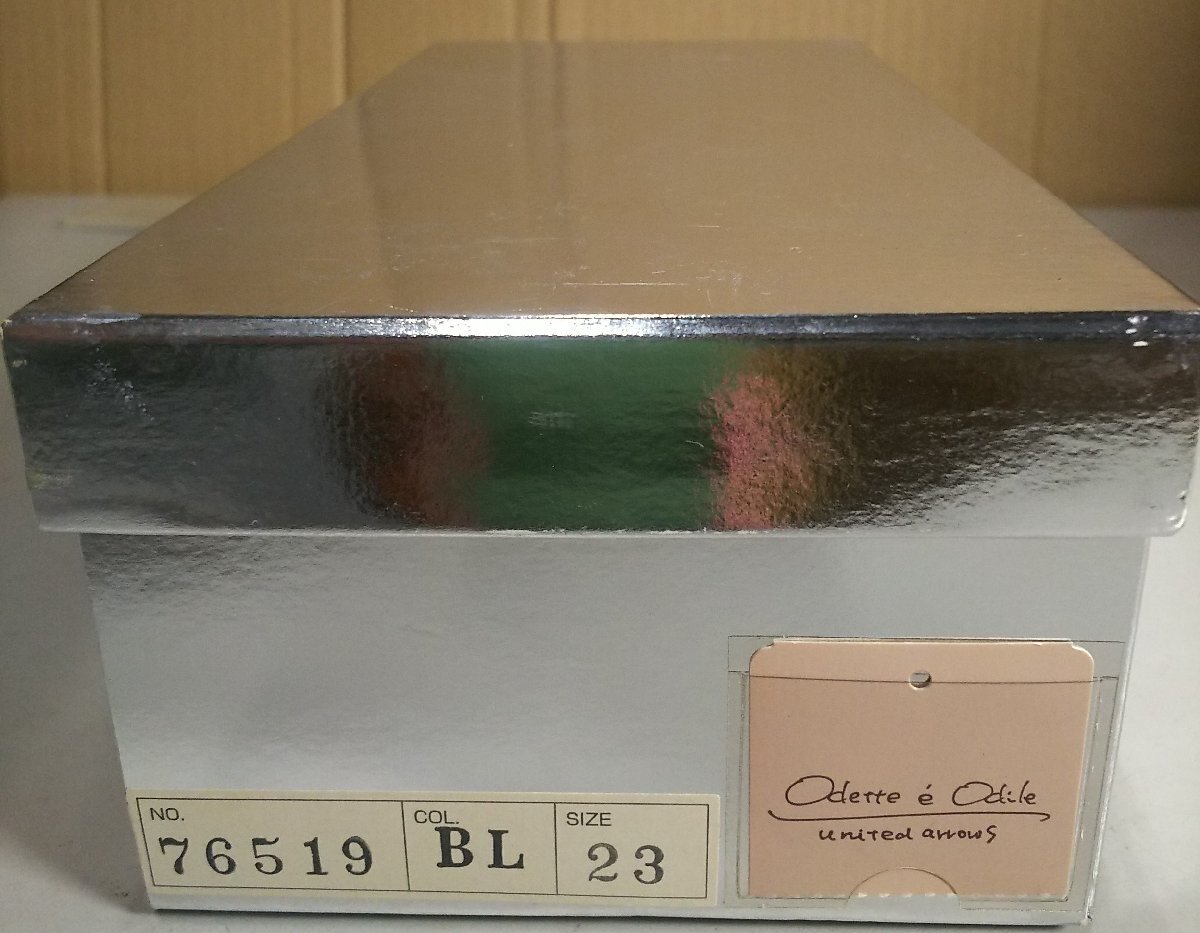 NO. COL. SIZE
76519 BL 23
Odette é Odile
united arrows